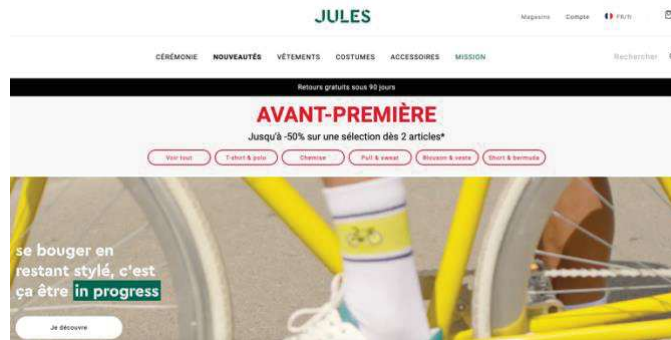 JULES
Magasins Compte FR/fr
CÉRÉMONIE NOUVEAUTÉS VÊTEMENTS COSTUMES ACCESSOIRES MISSION
Rechercher
Retours gratuits sous 90 jours
AVANT-PREMIÈRE
Jusqu'à -50% sur une sélection dès 2 articles*
Voir tout T-shirt & polo Chemise Pull & sweat Blouson & veste Short & bermuda
se bouger en
restant stylé, c'est
ça être in progress
Je découvre